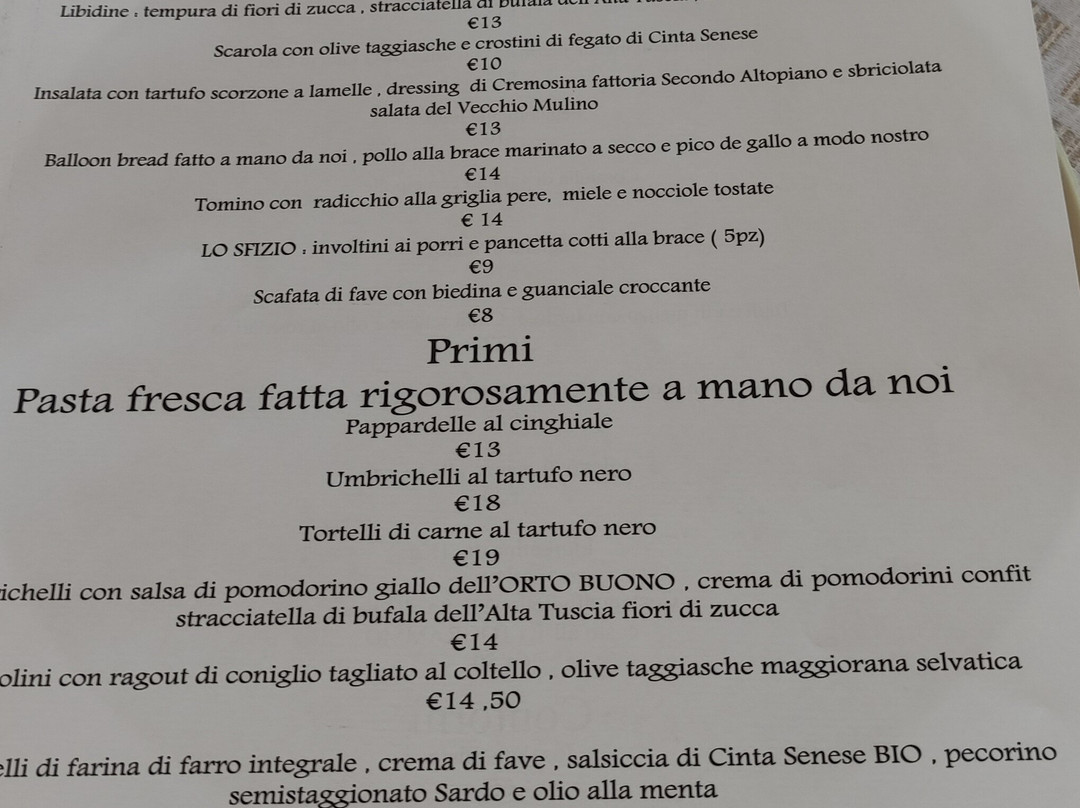 Libidine : tempura di fiori di zucca , stracciatella di bufala dell'Alta
€13
Scarola con olive taggiasche e crostini di fegato di Cinta Senese
€10
Insalata con tartufo scorzone a lamelle , dressing di Cremosina fattoria Secondo Altopiano e sbriciolata
salata del Vecchio Mulino
€13
Balloon bread fatto a mano da noi , pollo alla brace marinato a secco e pico de gallo a modo nostro
€14
Tomino con radicchio alla griglia pere, miele e nocciole tostate
€ 14
LO SFIZIO : involtini ai porri e pancetta cotti alla brace ( 5pz)
€9
Scafata di fave con biedina e guanciale croccante
€8
Primi
Pasta fresca fatta rigorosamente a mano da noi
Pappardelle al cinghiale
€13
Umbrichelli al tartufo nero
€18
Tortelli di carne al tartufo nero
€19
richelli con salsa di pomodorino giallo dell'ORTO BUONO , crema di pomodorini confit
stracciatella di bufala dell'Alta Tuscia fiori di zucca
€14
olini con ragout di coniglio tagliato al coltello , olive taggiasche maggiorana selvatica
€14 ,50
elli di farina di farro integrale , crema di fave , salsiccia di Cinta Senese BIO , pecorino
semistaggionato Sardo e olio alla menta